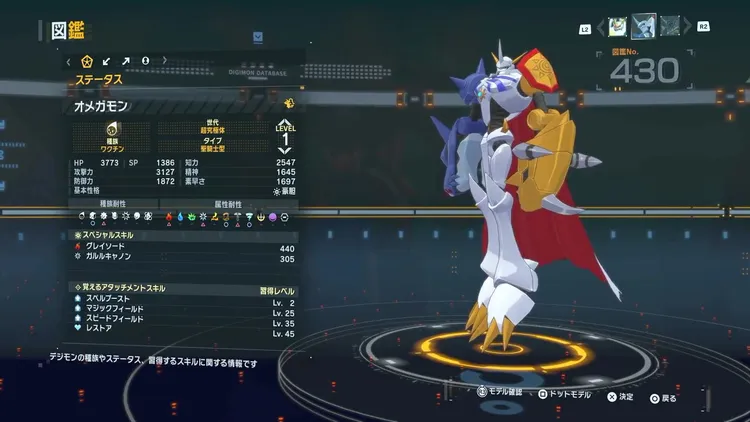 図鑑
L2
R2
図鑑No.
430
DIGIMON DATABASE
ステータス
オメガモン
種族
ワクチン
世代
超究極体
タイプ
聖騎士型
LEVEL
1
HP 3773 SP 1386 知力 2547
攻撃力 3127 精神 1645
防御力 1872 素早さ 1697
基本性格 豪胆
種族耐性 属性耐性
スペシャルスキル
グレイソード 440
ガルルキャノン 305
覚えるアタッチメントスキル 習得レベル
スペルブースト Lv. 2
マジックフィールド Lv. 25
スピードフィールド Lv. 35
レストア Lv. 45
デジモンの種族やステータス、習得するスキルに関する情報です
R3 モデル確認 ドットモデル 決定 戻る